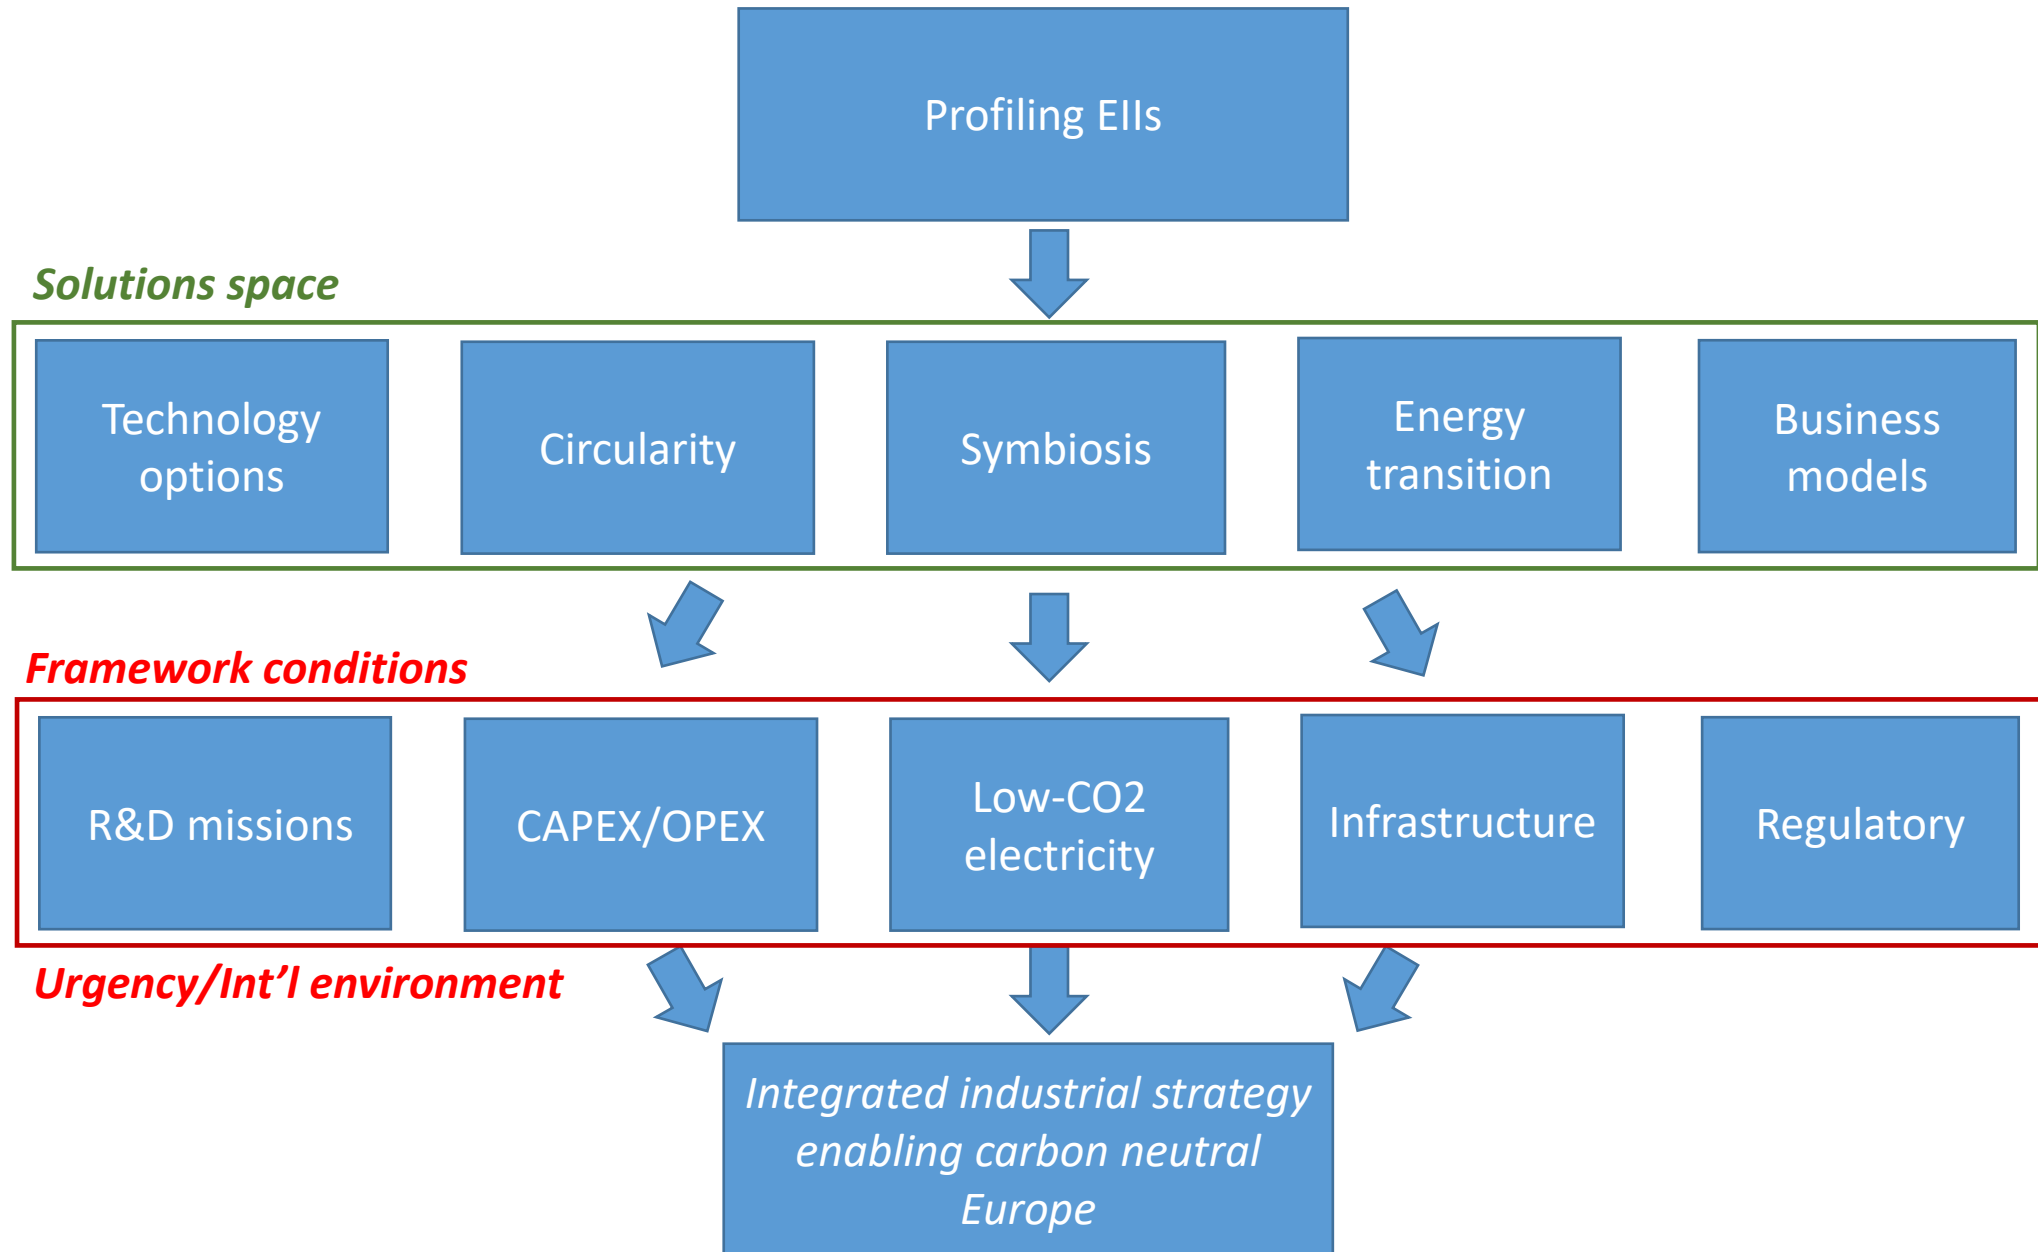 Profiling EIIs
Solutions space
Technology
options
Circularity
Symbiosis
Energy
transition
Business
models
Framework conditions
R&D missions
CAPEX/OPEX
Low-CO2
electricity
Infrastructure
Regulatory
Urgency/Int’l environment
Integrated industrial strategy
enabling carbon neutral
Europe